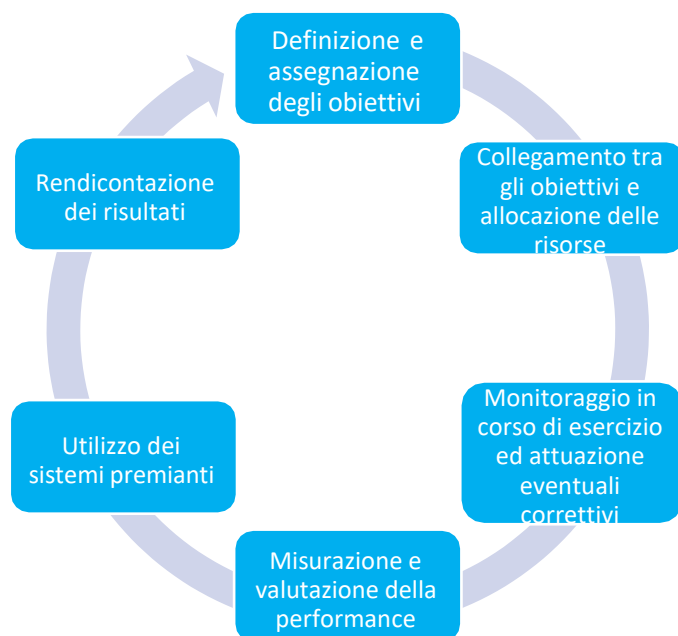 Definizione e
assegnazione
degli obiettivi
Collegamento tra
gli obiettivi e
allocazione delle
risorse
Monitoraggio in
corso di esercizio
ed attuazione
eventuali
correttivi
Misurazione e
valutazione della
performance
Utilizzo dei
sistemi premianti
Rendicontazione
dei risultati